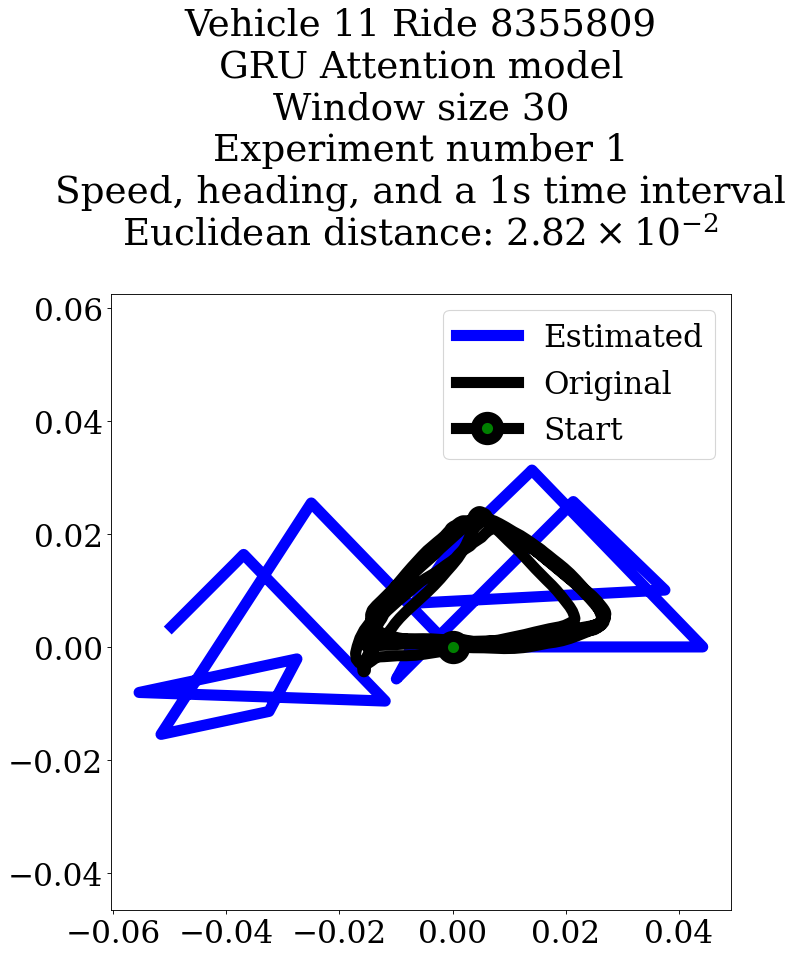 Vehicle 11 Ride 8355809
GRU Attention model
Window size 30
Experiment number 1
Speed, heading, and a 1s time interval
Euclidean distance: 2.82 × 10⁻²
0.06
Estimated
Original
0.04
Start
0.02
0.00
−0.02
−0.04
−0.06 −0.04 −0.02 0.00 0.02 0.04